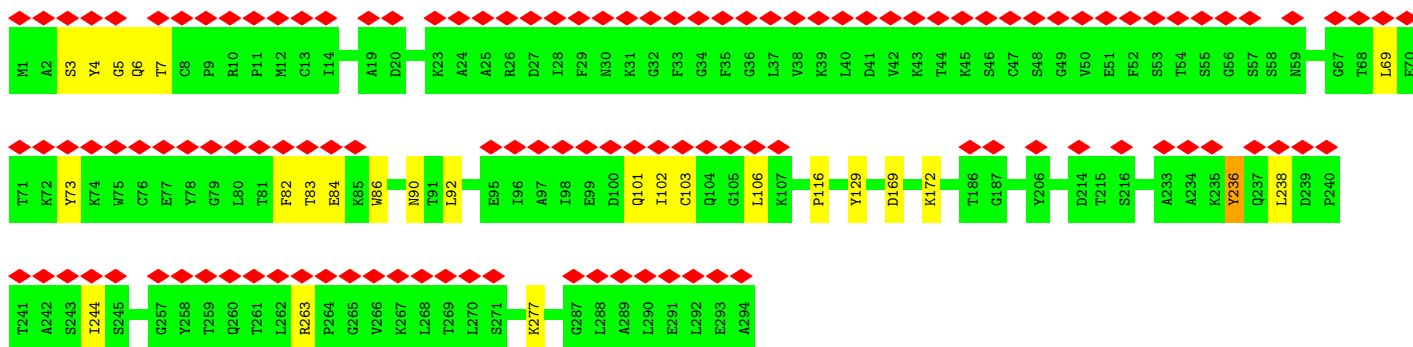 M1 A2 S3 Y4 G5 Q6 T7 C8 P9 R10 P11 M12 C13 I14 A19 D20 K23 A24 A25 R26 D27 I28 F29 N30 K31 G32 F33 G34 F35 G36 L37 V38 K39 L40 D41 V42 K43 T44 K45 S46 C47 S48 G49 V50 E51 F52 S53 T54 S55 G56 S57 S58 N59 G67 T68 L69 E70
T71 K72 Y73 K74 W75 C76 E77 Y78 G79 L80 T81 F82 T83 E84 K85 W86 N90 T91 L92 E95 I96 A97 I98 E99 D100 Q101 I102 C103 Q104 G105 L106 K107 P116 Y129 D169 K172 T186 G187 Y206 D214 T215 S216 A233 A234 K235 Y236 Q237 L238 D239 P240
T241 A242 S243 I244 S245 G257 Y258 T259 Q260 T261 L262 R263 P264 G265 V266 K267 L268 T269 L270 S271 K277 G287 L288 A289 L290 E291 L292 E293 A294